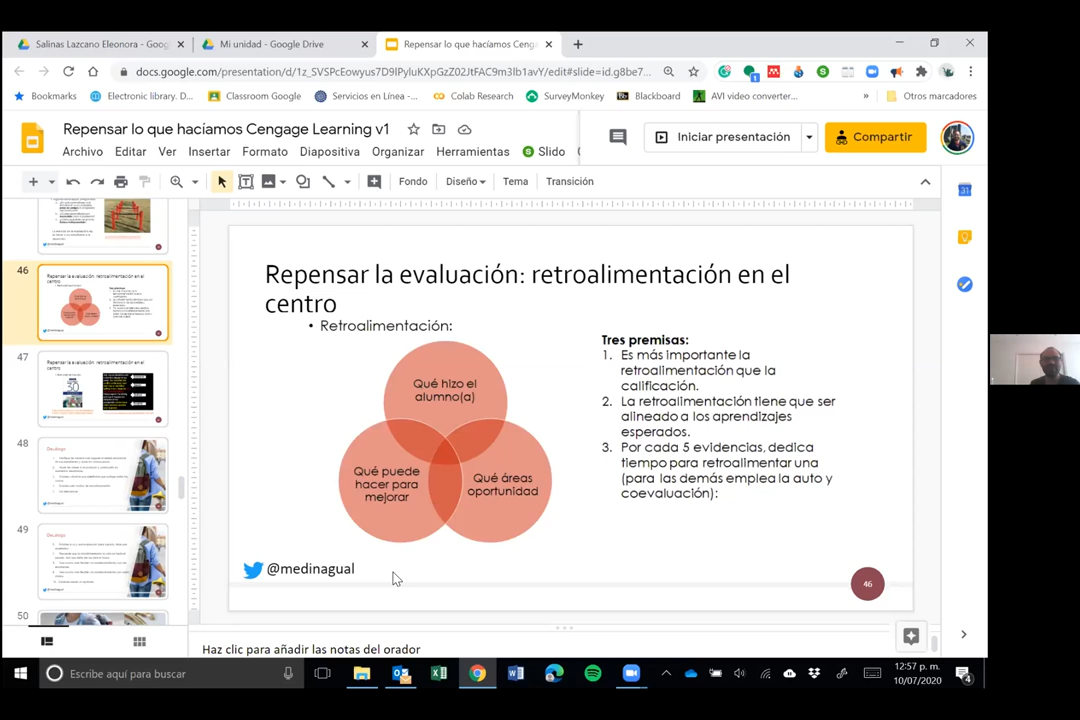 Salinas Lazcano Eleonora - Goog
Mi unidad - Google Drive
Repensar lo que hacíamos Ceng
docs.google.com/presentation/d/1z_SVSPcEowyus7D9lPyluKXpGzZ02JtFAC9m3Ib1avY/edit#slide=id.g8be7...
Bookmarks
Electronic library. D...
Classroom Google
Servicios en Línea -...
Colab Research
SurveyMonkey
Blackboard
AVI video converter...
»
Otros marcadores
Repensar lo que hacíamos Cengage Learning v1
Iniciar presentación
Compartir
Archivo Editar Ver Insertar Formato Diapositiva Organizar Herramientas Slido
Fondo Diseño Tema Transición
46
47
48
49
50
Repensar la evaluación: retroalimentación en el
centro
• Retroalimentación:
Qué hizo el
alumno(a)
Qué puede
hacer para
mejorar
Qué áreas
oportunidad
Tres premisas:
1. Es más importante la
retroalimentación que la
calificación.
2. La retroalimentación tiene que ser
alineado a los aprendizajes
esperados.
3. Por cada 5 evidencias, dedica
tiempo para retroalimentar una
(para las demás emplea la auto y
coevaluación):
@medinagual
46
Haz clic para añadir las notas del orador
Escribe aquí para buscar
12:57 p. m.
10/07/2020
4